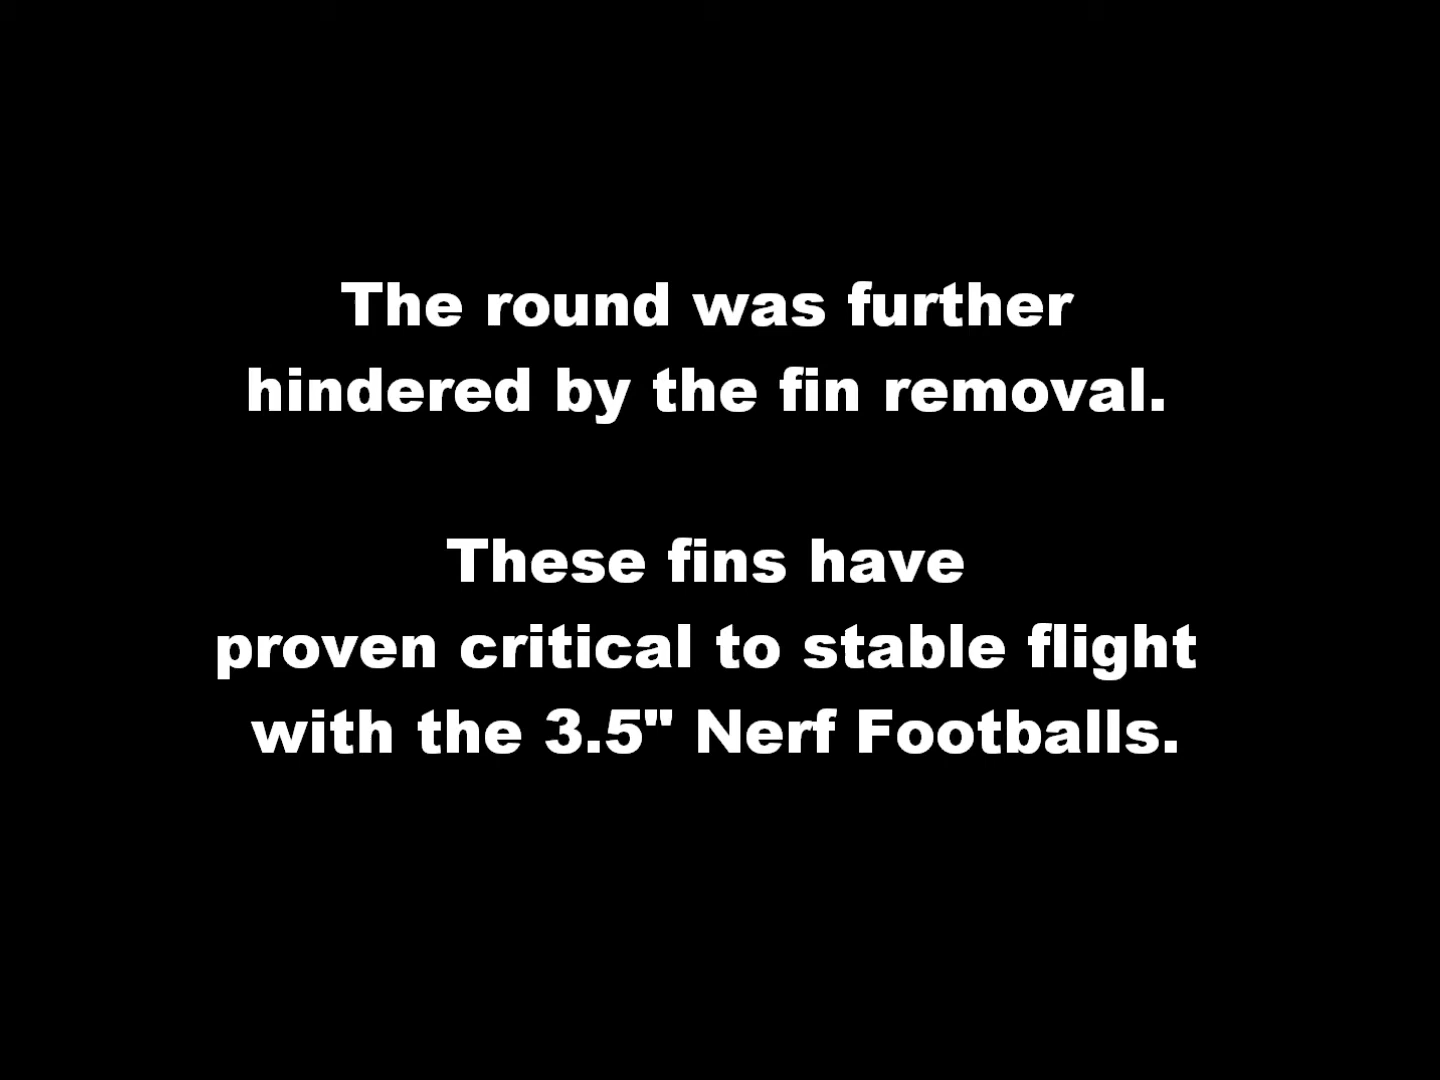 The round was further
hindered by the fin removal.
These fins have
proven critical to stable flight
with the 3.5" Nerf Footballs.